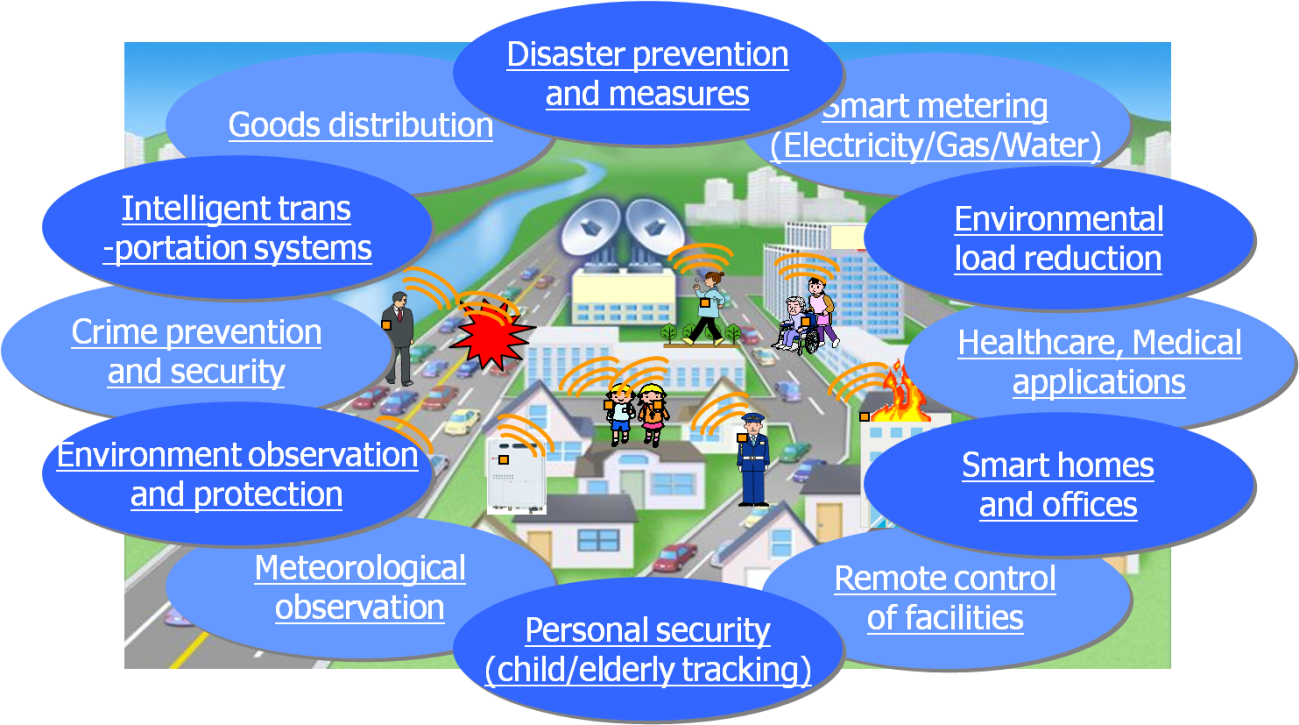 Disaster prevention
and measures
Goods distribution
Smart metering
(Electricity/Gas/Water)
Intelligent trans
-portation systems
Environmental
load reduction
Crime prevention
and security
Healthcare, Medical
applications
Environment observation
and protection
Smart homes
and offices
Meteorological
observation
Remote control
of facilities
Personal security
(child/elderly tracking)